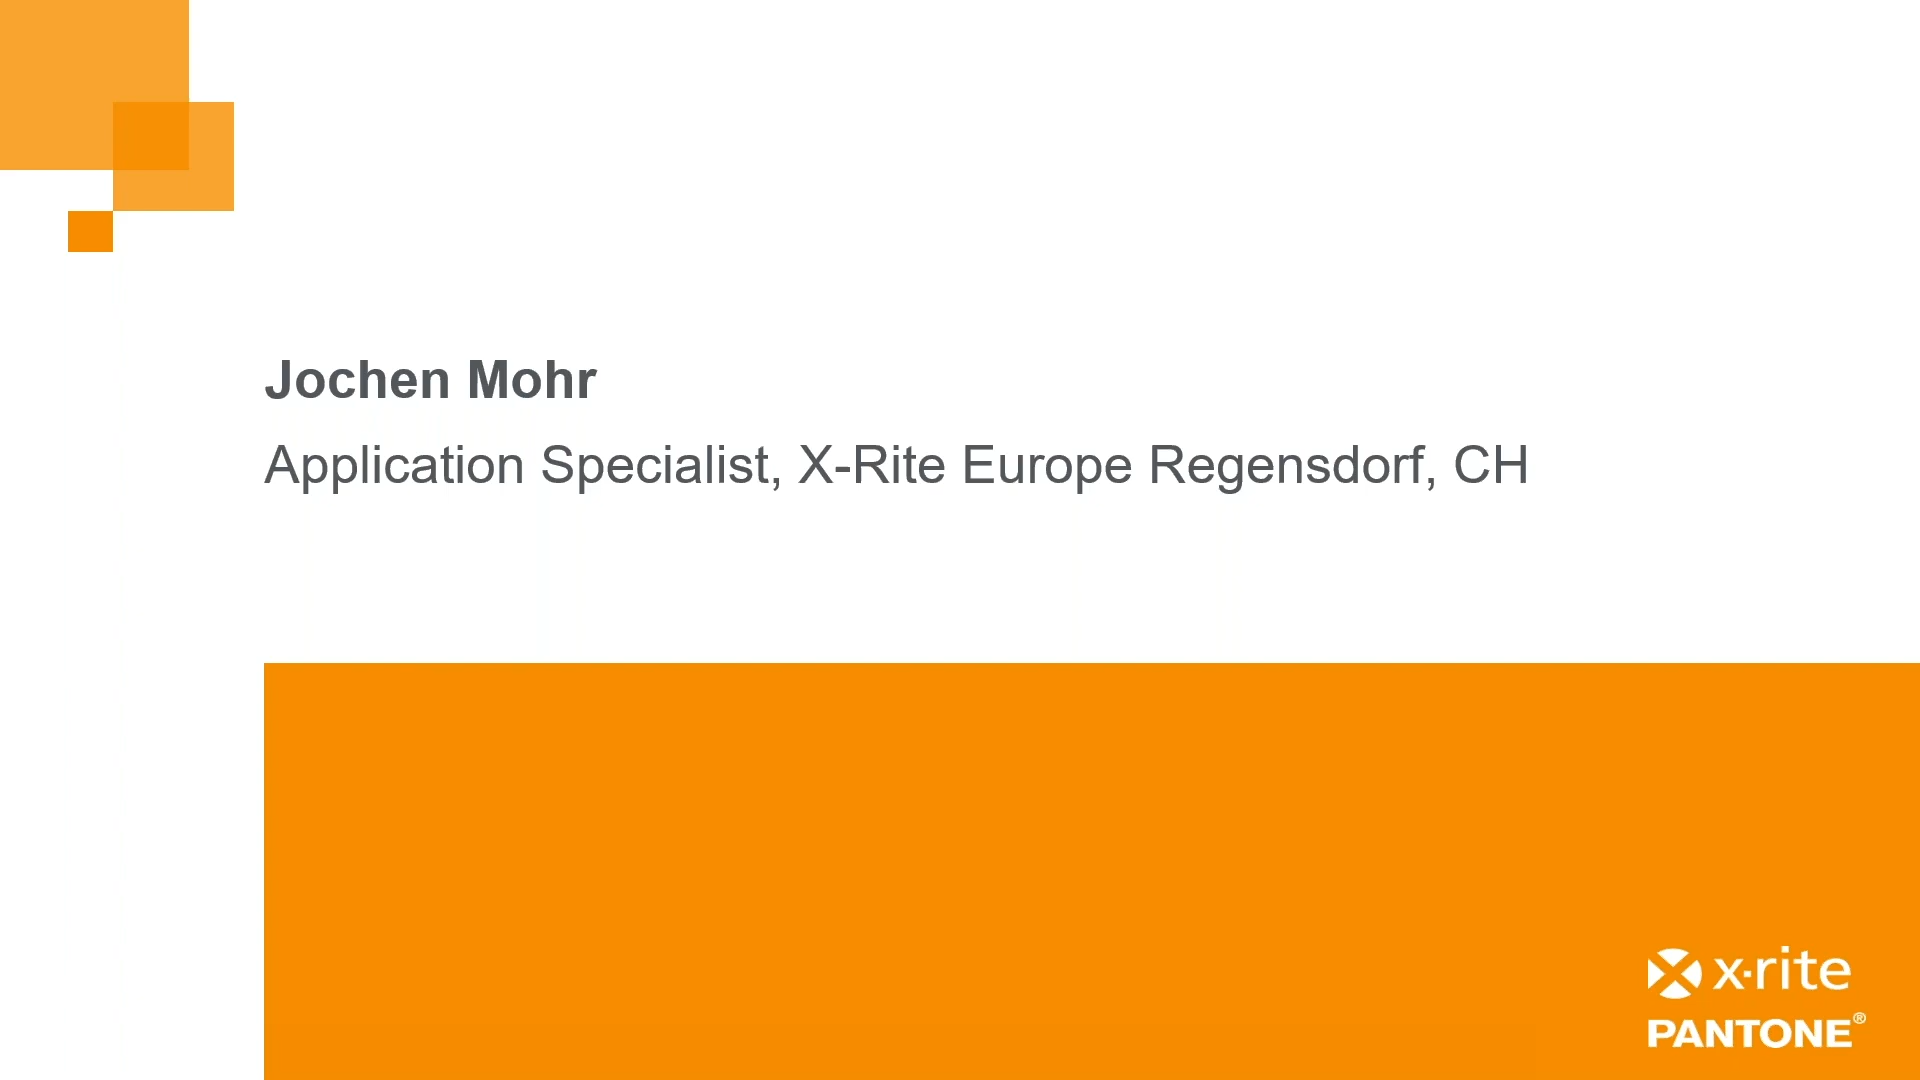 Jochen Mohr
Application Specialist, X-Rite Europe Regensdorf, CH
x·rite
PANTONE®